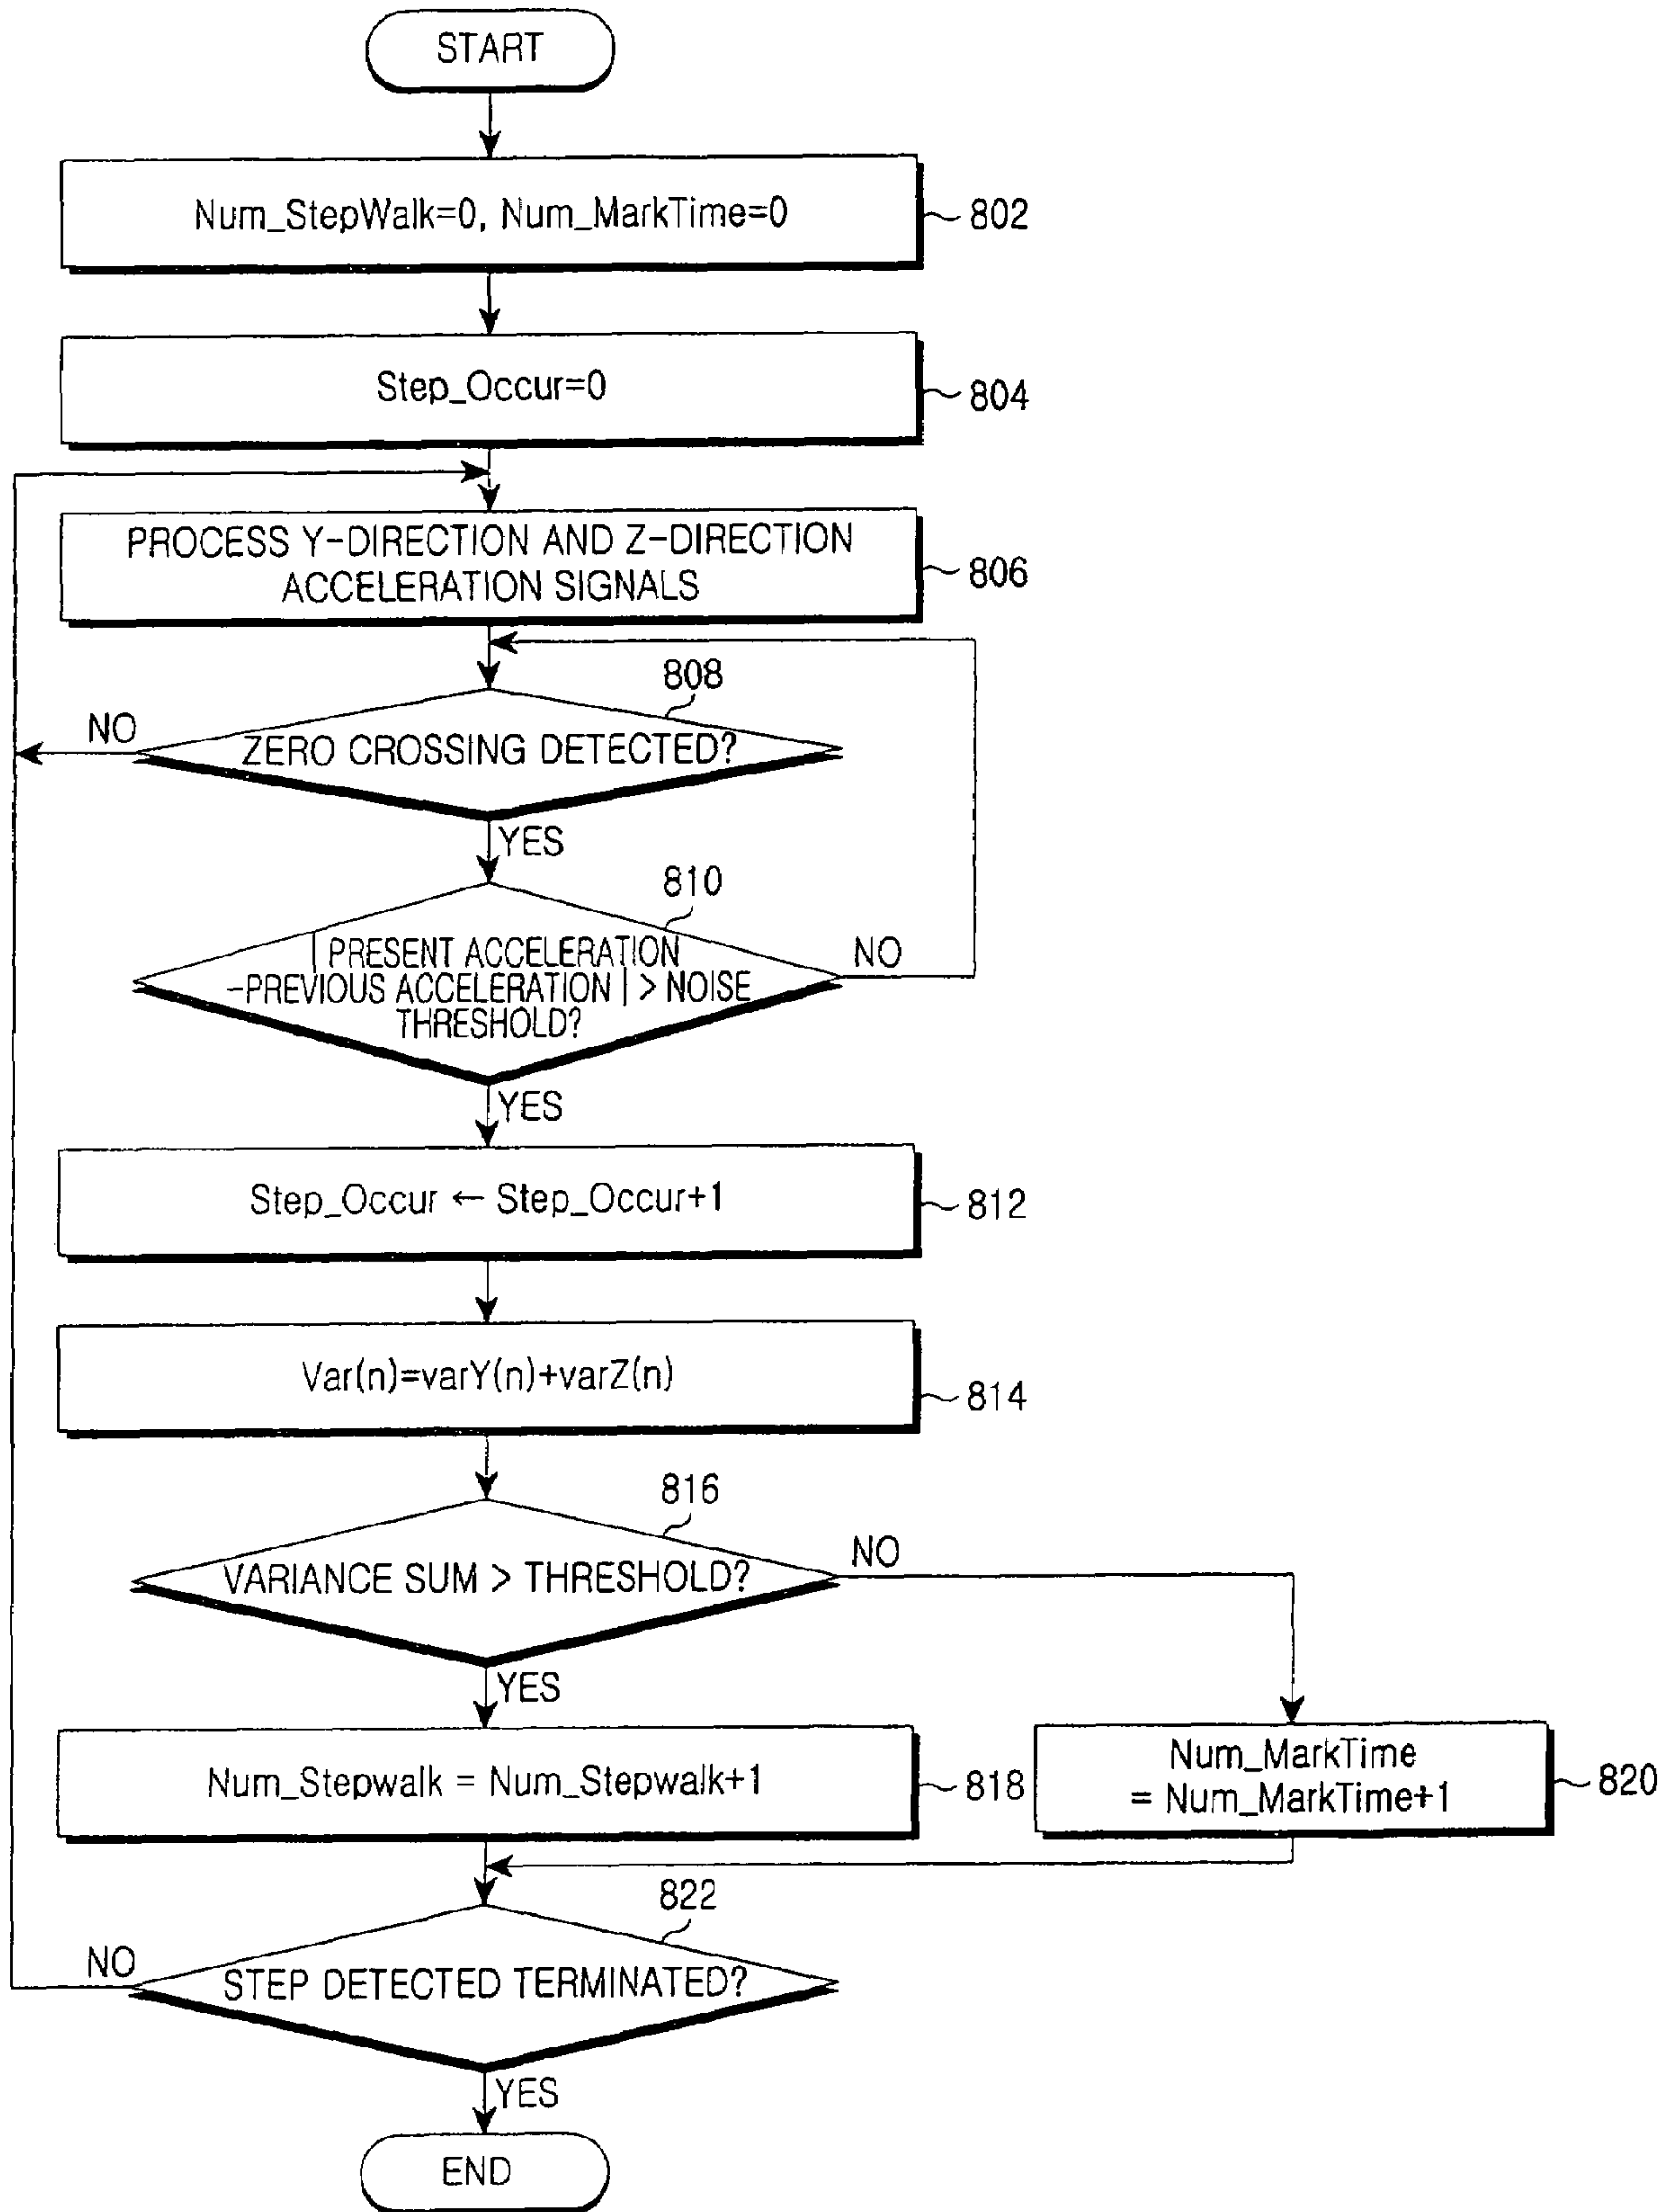 START
Num_StepWalk=0, Num_MarkTime=0
802
Step_Occur=0
804
PROCESS Y-DIRECTION AND Z-DIRECTION
ACCELERATION SIGNALS
806
808
NO
ZERO CROSSING DETECTED?
YES
810
| PRESENT ACCELERATION
-PREVIOUS ACCELERATION | > NOISE
THRESHOLD?
NO
YES
Step_Occur ← Step_Occur+1
812
Var(n)=varY(n)+varZ(n)
814
816
VARIANCE SUM > THRESHOLD?
NO
YES
Num_Stepwalk = Num_Stepwalk+1
818
Num_MarkTime
= Num_MarkTime+1
820
822
NO
STEP DETECTED TERMINATED?
YES
END